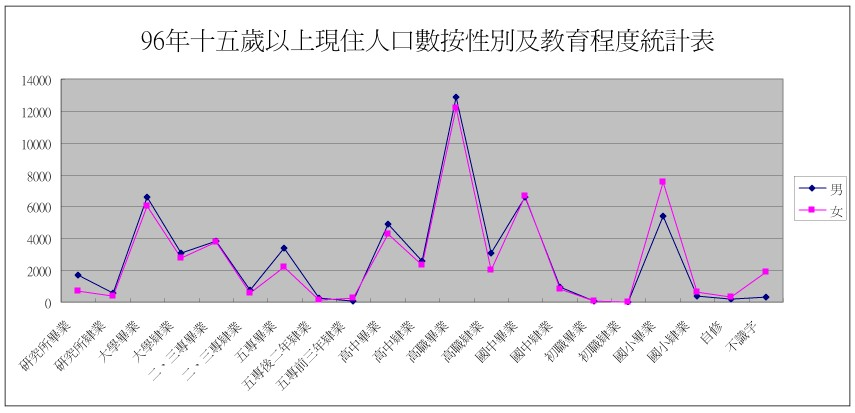 96年十五歲以上現住人口數按性別及教育程度統計表
14000
12000
10000
8000
6000
4000
2000
0
研究所畢業
研究所肄業
大學畢業
大學肄業
二、三專畢業
二、三專肄業
五專畢業
五專後二年肄業
五專前三年肄業
高中畢業
高中肄業
高職畢業
高職肄業
國中畢業
國中肄業
初職畢業
初職肄業
國小畢業
國小肄業
自修
不識字
男
女